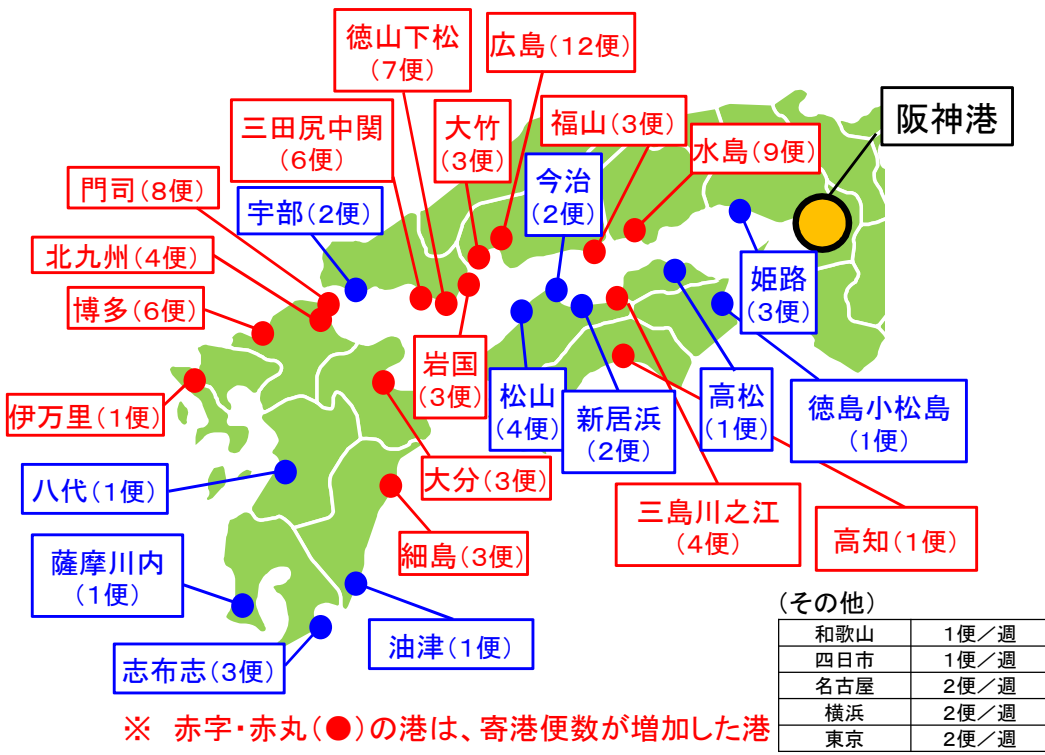 徳山下松
(7便)
広島(12便)
三田尻中関
(6便)
大竹
(3便)
福山(3便)
水島(9便)
阪神港
門司(8便)
宇部(2便)
今治
(2便)
北九州(4便)
博多(6便)
姫路
(3便)
伊万里(1便)
岩国
(3便)
松山
(4便)
新居浜
(2便)
高松
(1便)
徳島小松島
(1便)
八代(1便)
大分(3便)
細島(3便)
三島川之江
(4便)
高知(1便)
薩摩川内
(1便)
油津(1便)
志布志(3便)
(その他)
和歌山 1便/週
四日市 1便/週
名古屋 2便/週
横浜 2便/週
東京 2便/週
※ 赤字・赤丸(●)の港は、寄港便数が増加した港